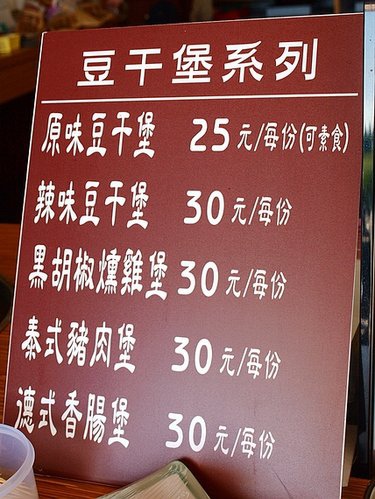 豆干堡系列
原味豆干堡 25元/每份(可素食)
辣味豆干堡 30元/每份
黑胡椒燻雞堡 30元/每份
泰式豬肉堡 30元/每份
德式香腸堡 30元/每份